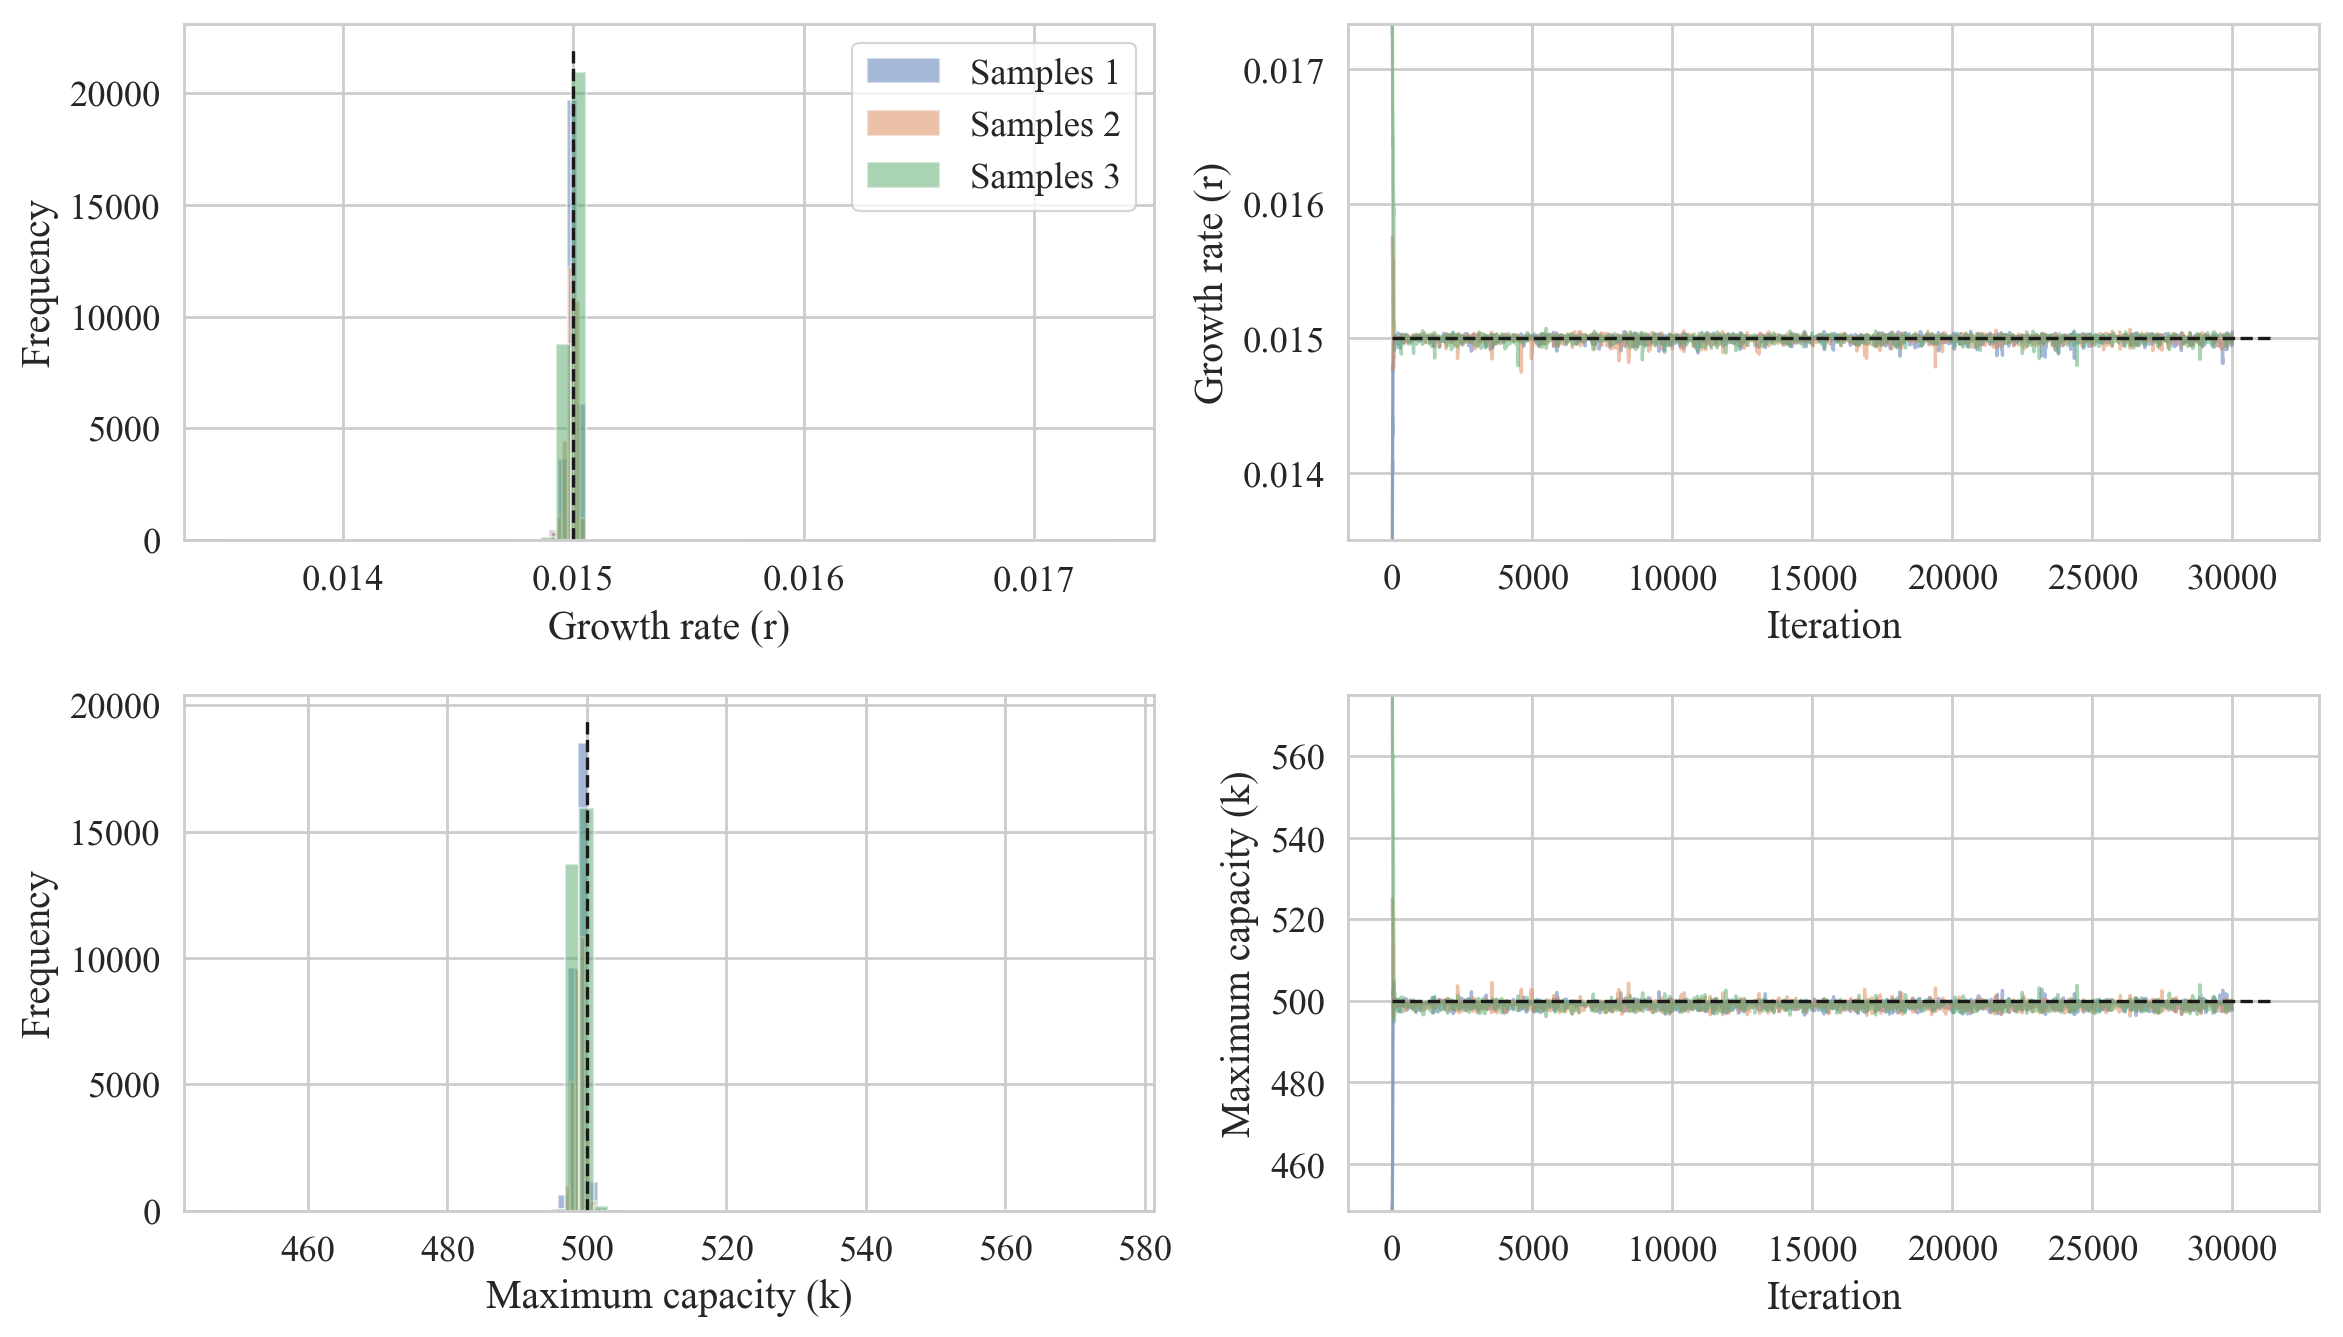 20000
15000
10000
5000
0
Frequency
0.014 0.015 0.016 0.017
Growth rate (r)
Samples 1
Samples 2
Samples 3
0.017
0.016
0.015
0.014
Growth rate (r)
0 5000 10000 15000 20000 25000 30000
Iteration
20000
15000
10000
5000
0
Frequency
460 480 500 520 540 560 580
Maximum capacity (k)
560
540
520
500
480
460
Maximum capacity (k)
0 5000 10000 15000 20000 25000 30000
Iteration